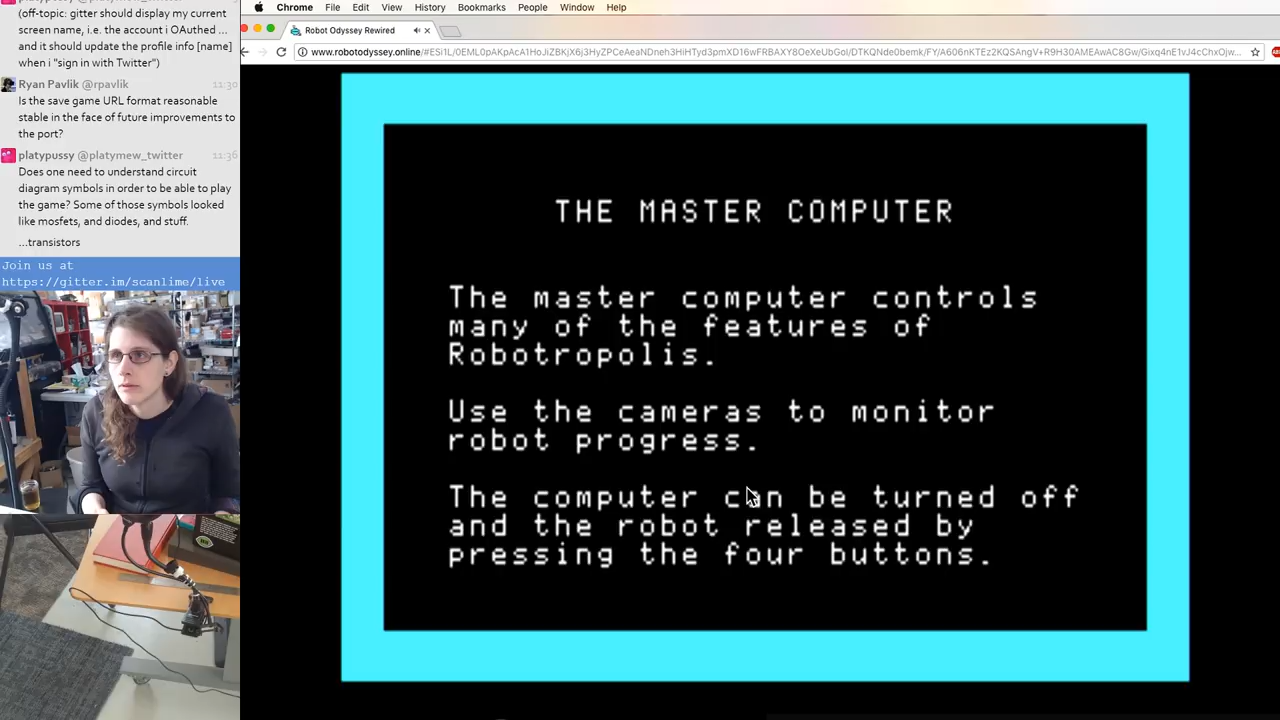 (off-topic: gitter should display my current
screen name, i.e. the account i OAuthed ...
and it should update the profile info [name]
when i "sign in with Twitter")
Ryan Pavlik @rpavlik 11:30
Is the save game URL format reasonable
stable in the face of future improvements to
the port?
platypussy @platymew_twitter 11:36
Does one need to understand circuit
diagram symbols in order to be able to play
the game? Some of those symbols looked
like mosfets, and diodes, and stuff.
...transistors
Join us at
https://gitter.im/scanlime/live
Chrome File Edit View History Bookmarks People Window Help
Robot Odyssey Rewired
THE MASTER COMPUTER
The master computer controls
many of the features of
Robotropolis.
Use the cameras to monitor
robot progress.
The computer can be turned off
and the robot released by
pressing the four buttons.